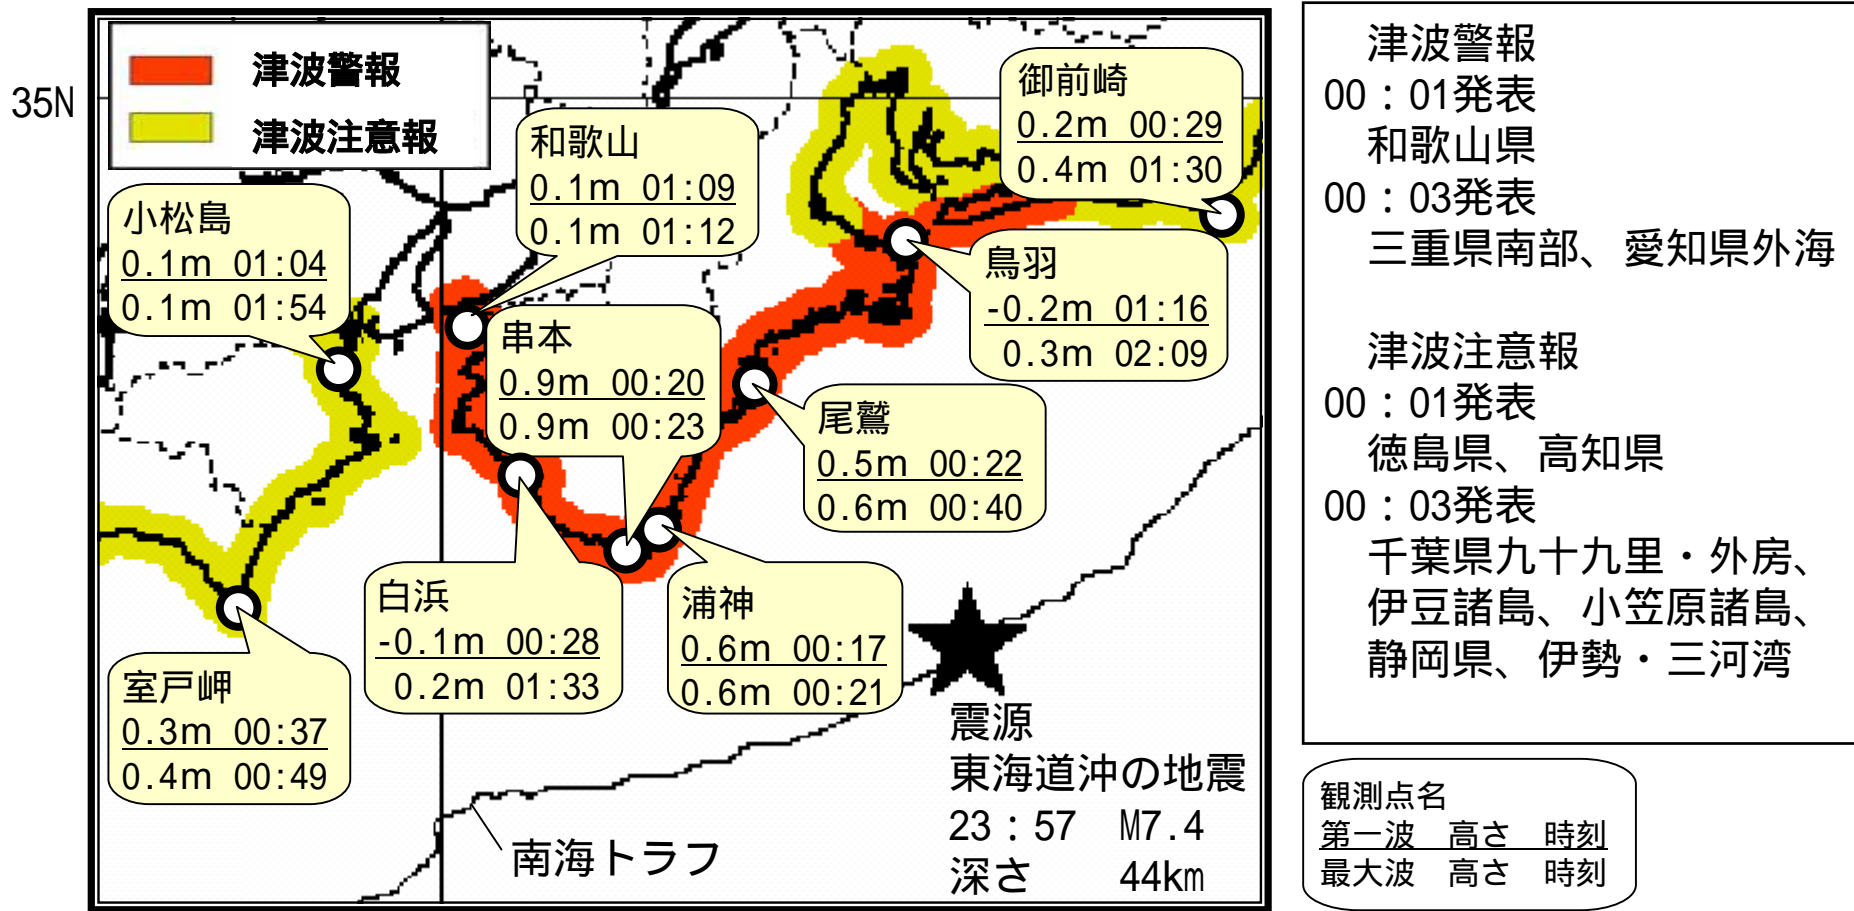 35N
津波警報
津波注意報
小松島
0.1m 01:04
0.1m 01:54
和歌山
0.1m 01:09
0.1m 01:12
御前崎
0.2m 00:29
0.4m 01:30
鳥羽
-0.2m 01:16
0.3m 02:09
串本
0.9m 00:20
0.9m 00:23
尾鷲
0.5m 00:22
0.6m 00:40
白浜
-0.1m 00:28
0.2m 01:33
浦神
0.6m 00:17
0.6m 00:21
室戸岬
0.3m 00:37
0.4m 00:49
南海トラフ
震源
東海道沖の地震
23：57 M7.4
深さ 44km
津波警報
00：01発表
和歌山県
00：03発表
三重県南部、愛知県外海
津波注意報
00：01発表
徳島県、高知県
00：03発表
千葉県九十九里・外房、
伊豆諸島、小笠原諸島、
静岡県、伊勢・三河湾
観測点名
第一波 高さ 時刻
最大波 高さ 時刻